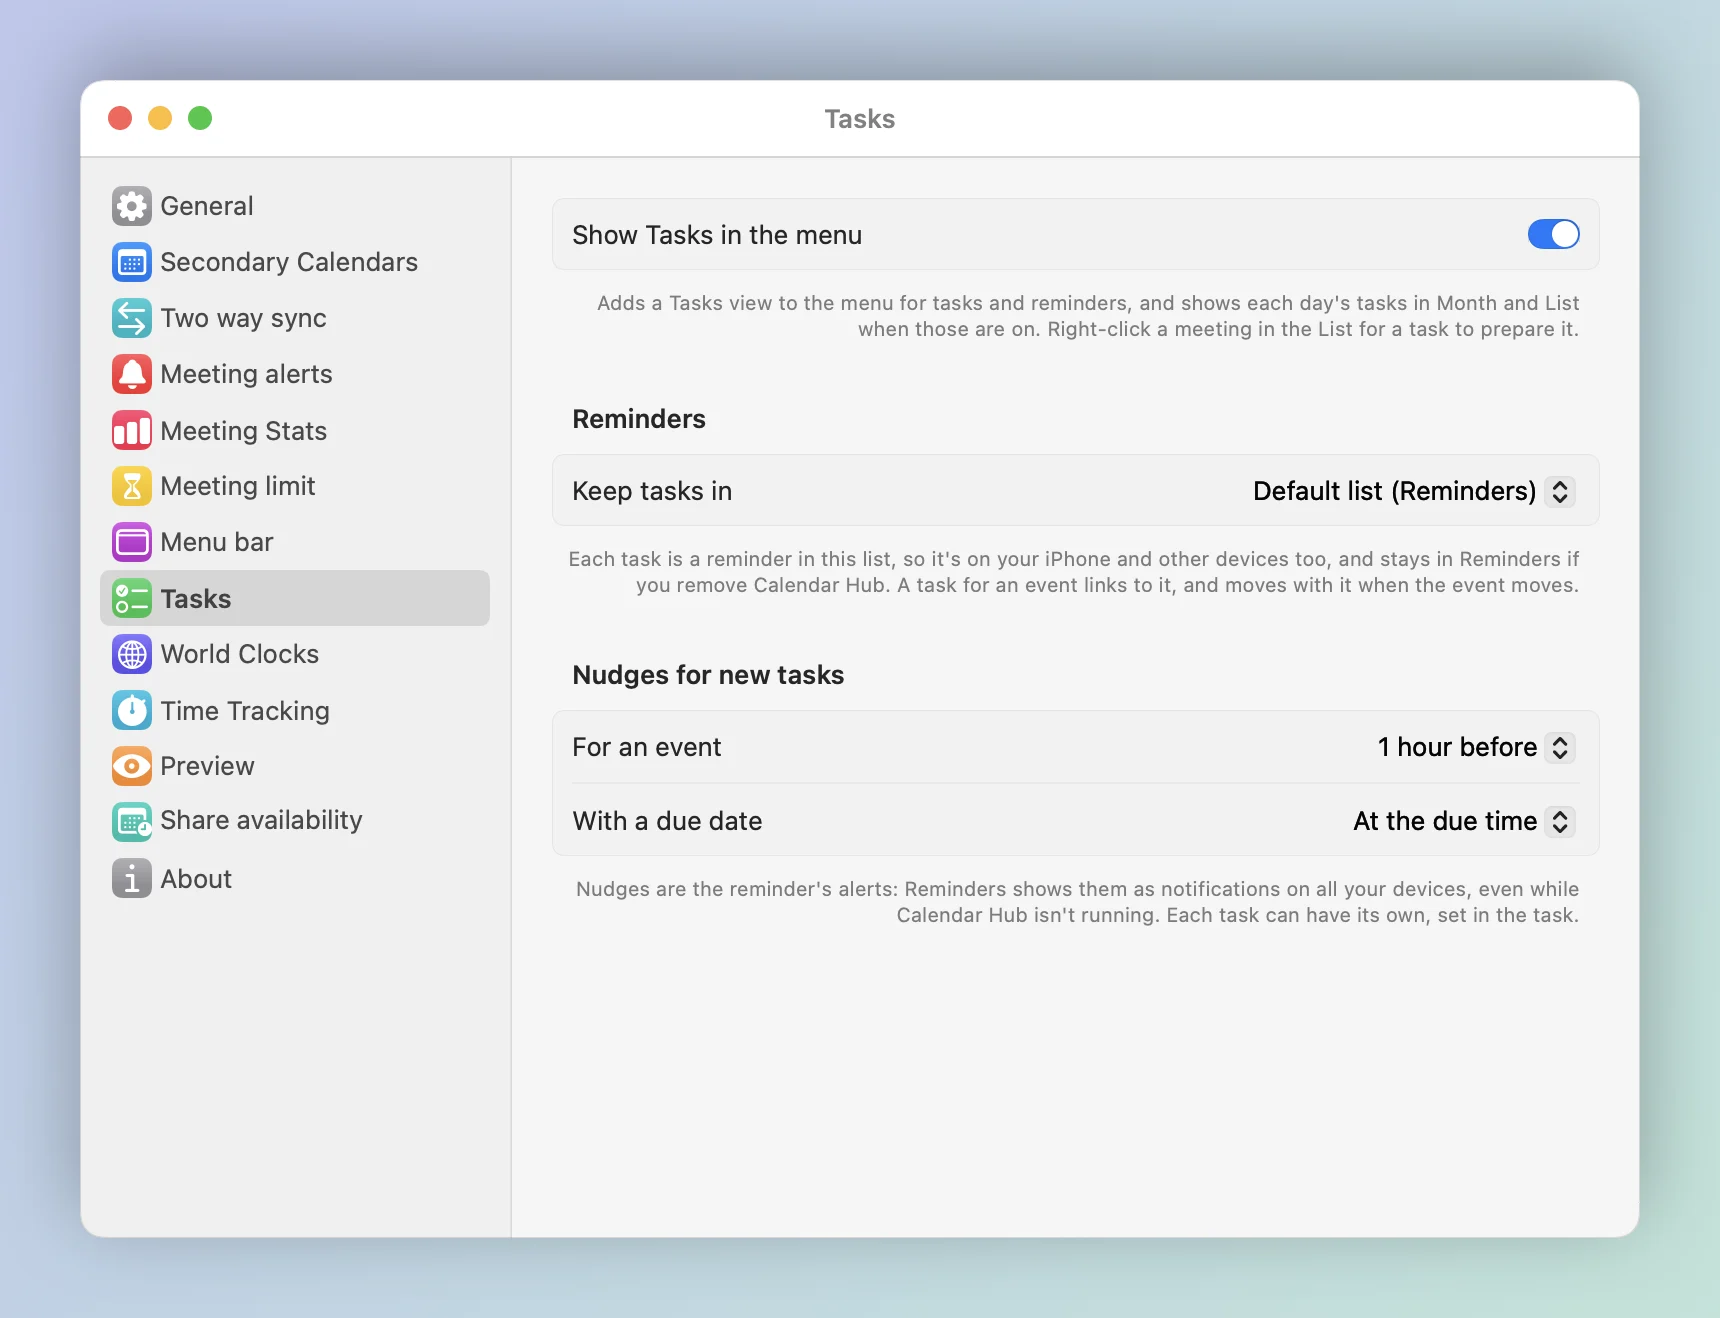 Tasks
General
Secondary Calendars
Two way sync
Meeting alerts
Meeting Stats
Meeting limit
Menu bar
Tasks
World Clocks
Time Tracking
Preview
Share availability
About
Show Tasks in the menu
Adds a Tasks view to the menu for tasks and reminders, and shows each day's tasks in Month and List
when those are on. Right-click a meeting in the List for a task to prepare it.
Reminders
Keep tasks in Default list (Reminders)
Each task is a reminder in this list, so it's on your iPhone and other devices too, and stays in Reminders if
you remove Calendar Hub. A task for an event links to it, and moves with it when the event moves.
Nudges for new tasks
For an event 1 hour before
With a due date At the due time
Nudges are the reminder's alerts: Reminders shows them as notifications on all your devices, even while
Calendar Hub isn't running. Each task can have its own, set in the task.